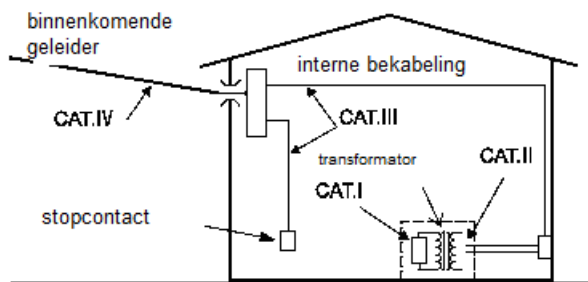 binnenkomende
geleider
interne bekabeling
CAT.IV
CAT.III
transformator
CAT.II
CAT.I
stopcontact